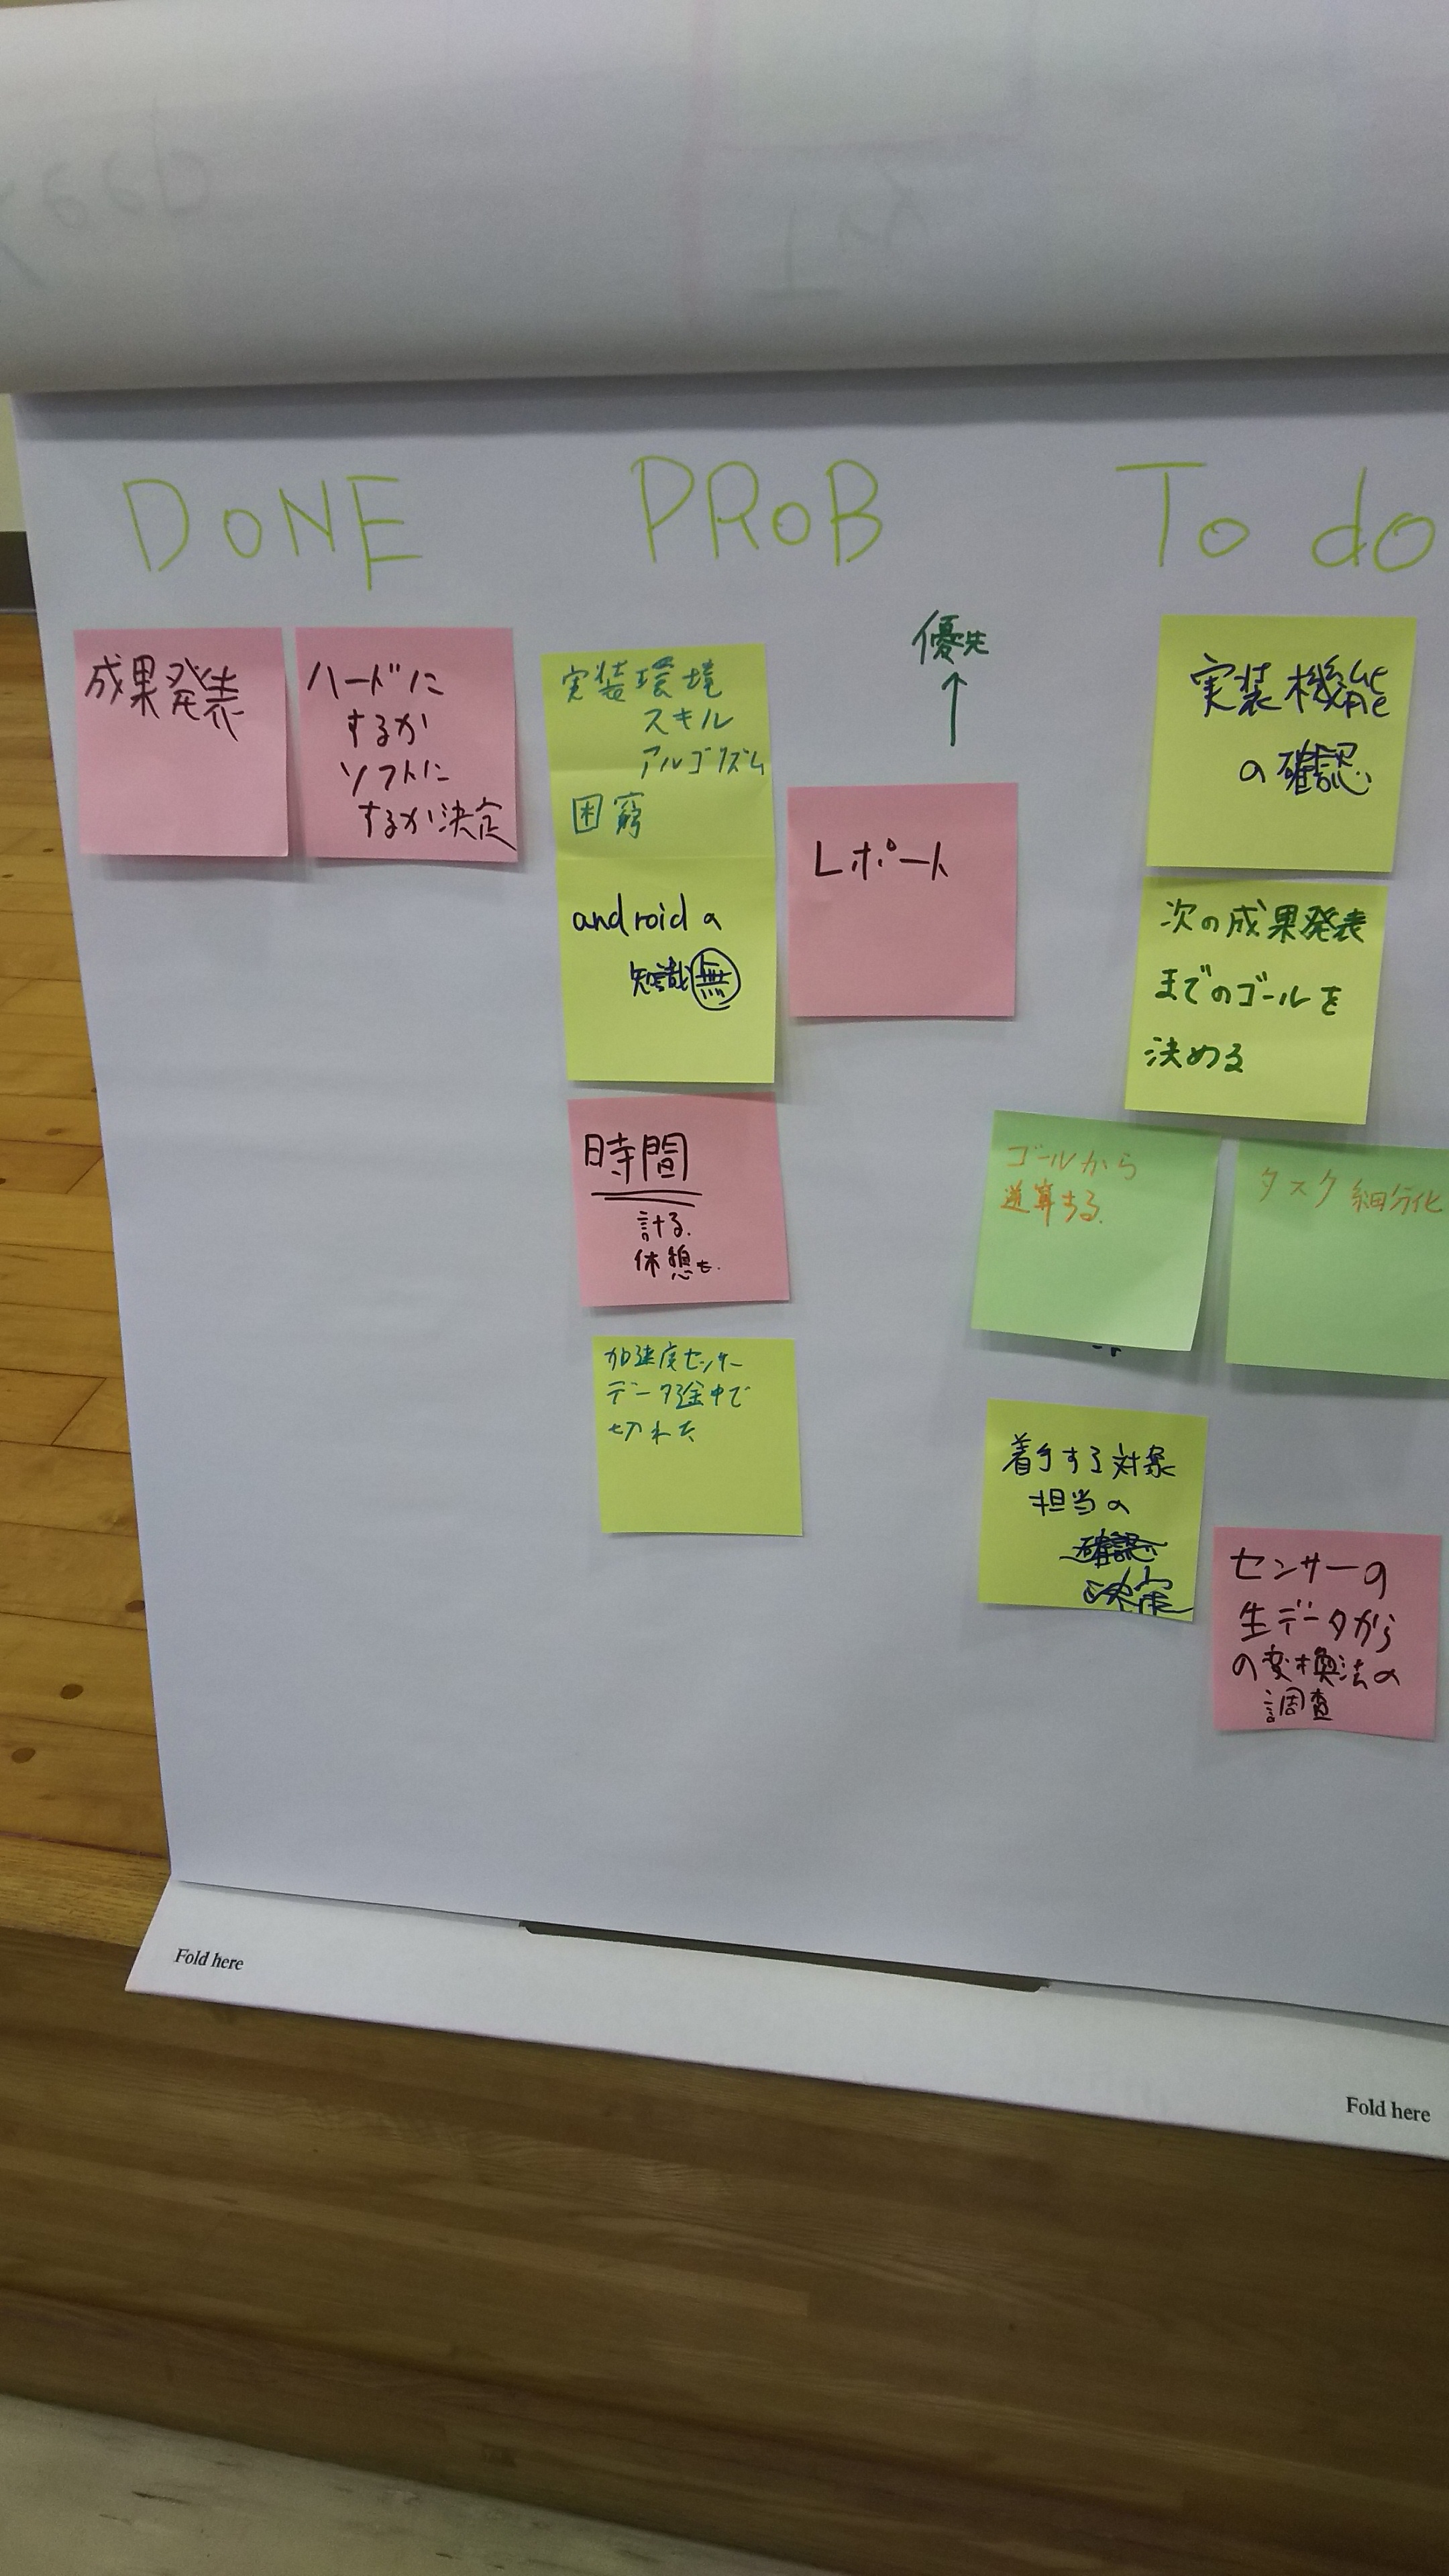 DoNE
成果発表
ハードに
するか
ソフトに
するか決定
PRoB
実装環境
スキル
アルゴリズム
困窮
androidの
知識無
時間
計る.
休憩も.
加速度センサー
データ途中で
切れた
優先
レポート
To do
実装機能
の確認
次の成果発表
までのゴールを
決める
ゴールから
逆算する.
タスク細分化
着手する対象
担当の
確認
決定
センサーの
生データから
の変換法の
調査
Fold here
Fold here